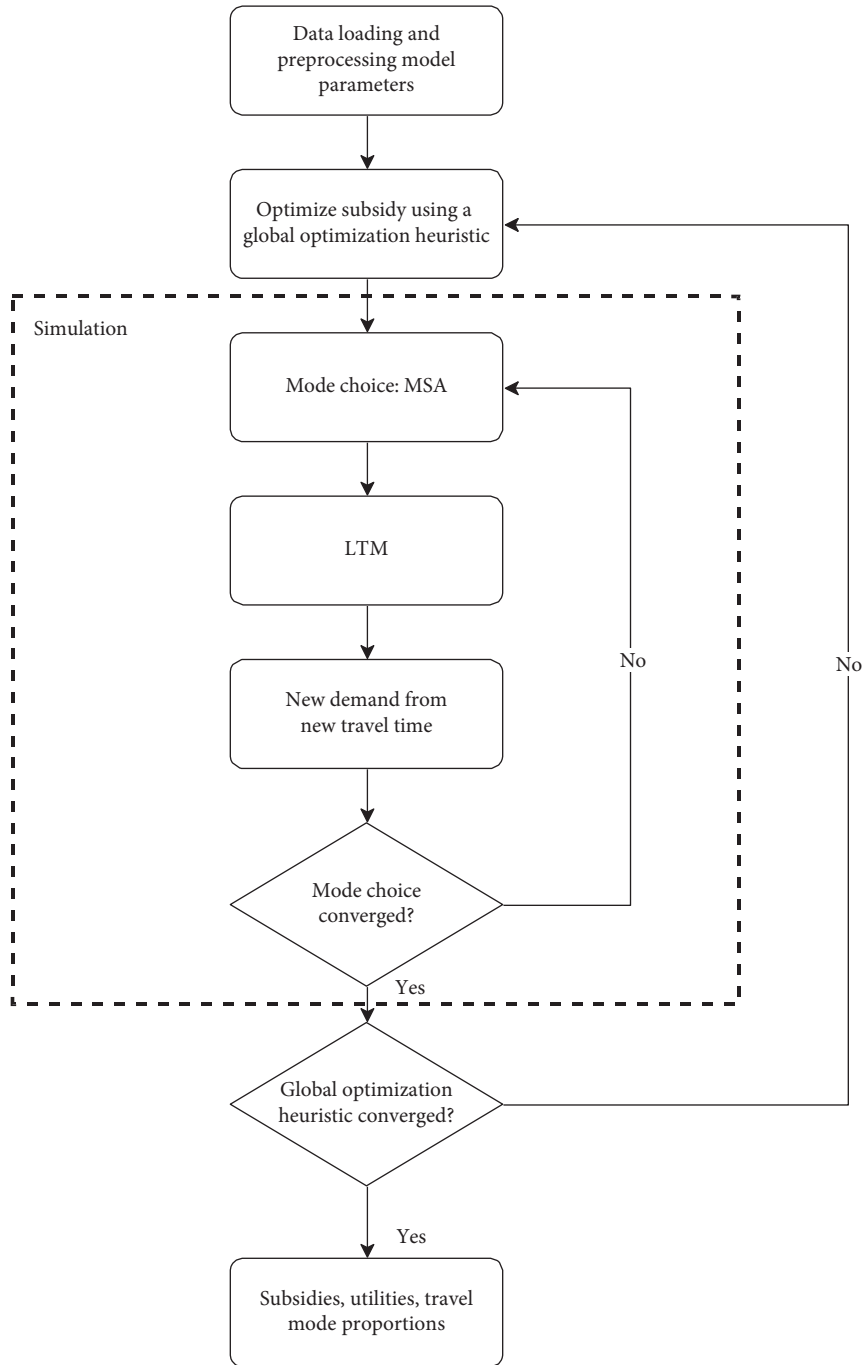 Data loading and
preprocessing model
parameters
Optimize subsidy using a
global optimization heuristic
Simulation
Mode choice: MSA
LTM
New demand from
new travel time
No
No
Mode choice
converged?
Yes
Global optimization
heuristic converged?
Yes
Subsidies, utilities, travel
mode proportions